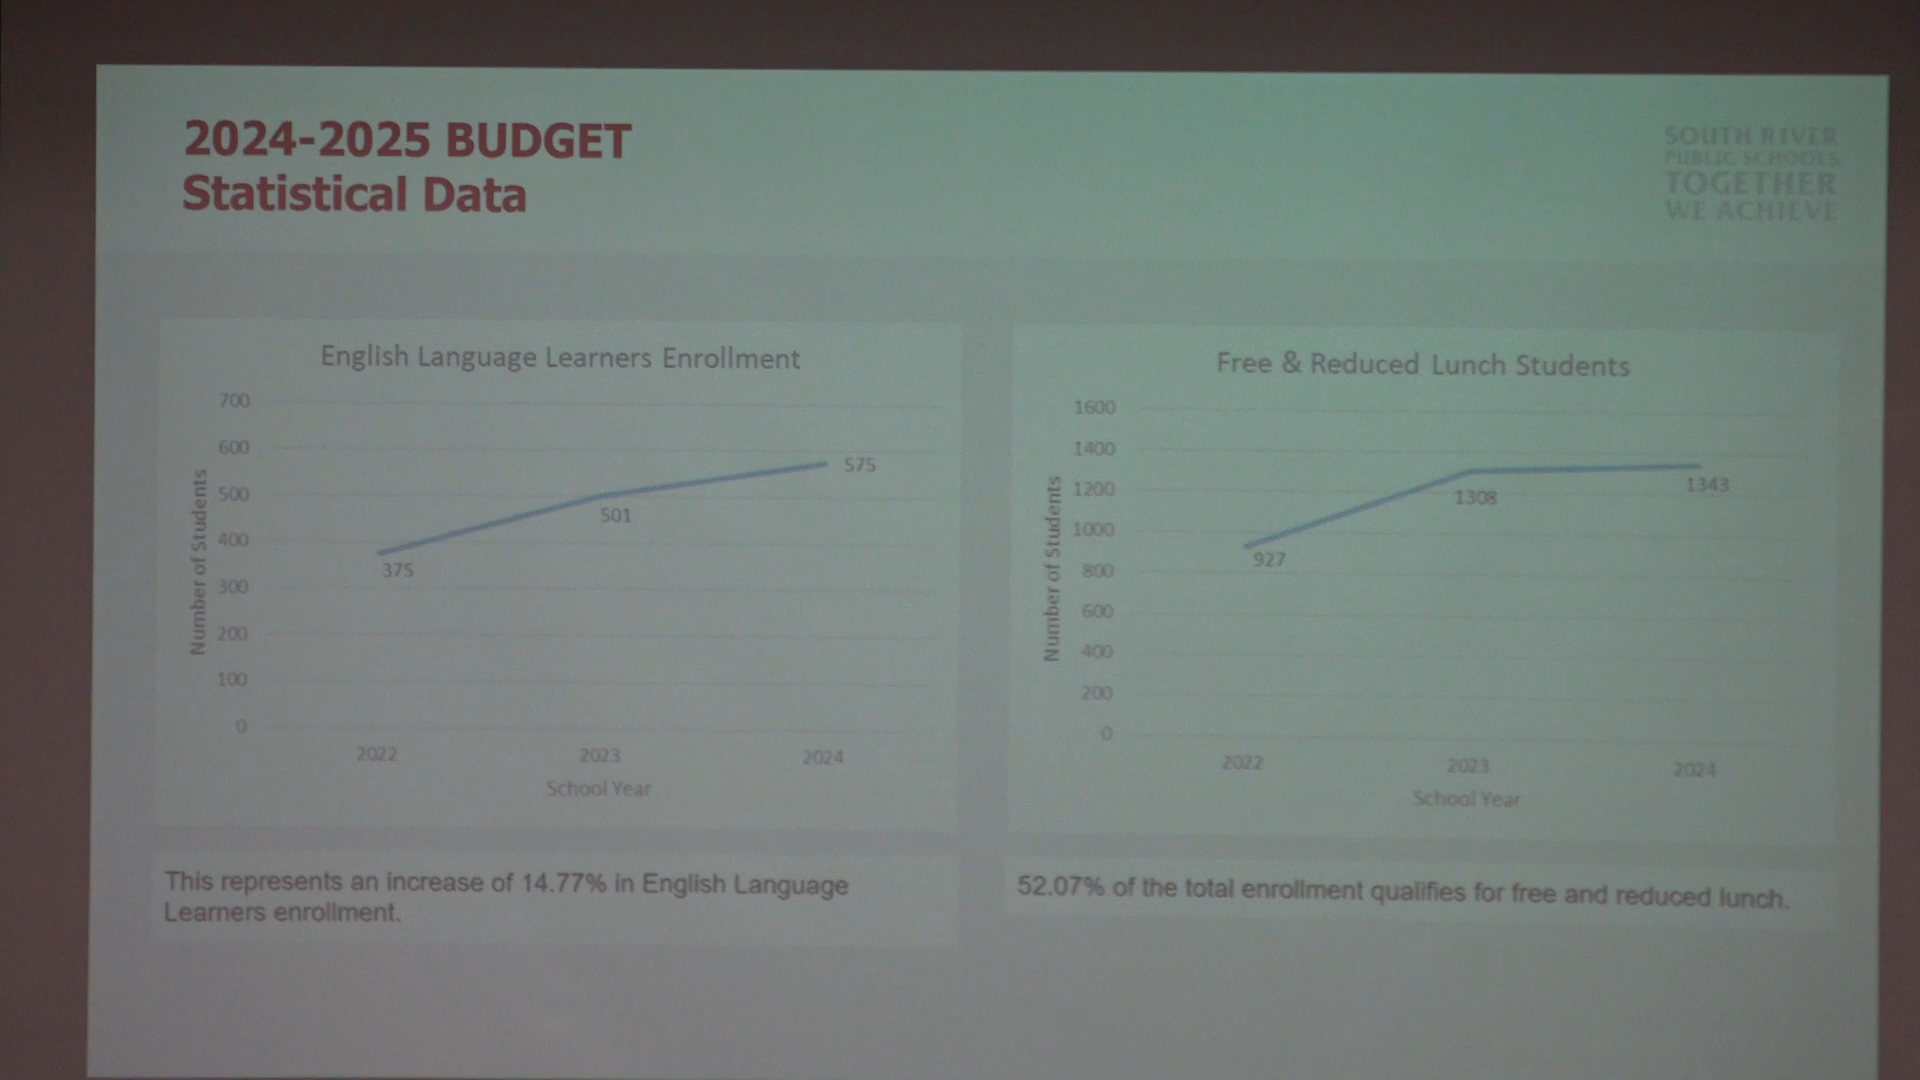 2024-2025 BUDGET
Statistical Data
SOUTH RIVER
PUBLIC SCHOOLS
TOGETHER
WE ACHIEVE
English Language Learners Enrollment
700
600
500
400
300
200
100
0
Number of Students
375
501
575
2022 2023 2024
School Year
This represents an increase of 14.77% in English Language
Learners enrollment.
Free & Reduced Lunch Students
1600
1400
1200
1000
800
600
400
200
0
Number of Students
927
1308
1343
2022 2023 2024
School Year
52.07% of the total enrollment qualifies for free and reduced lunch.